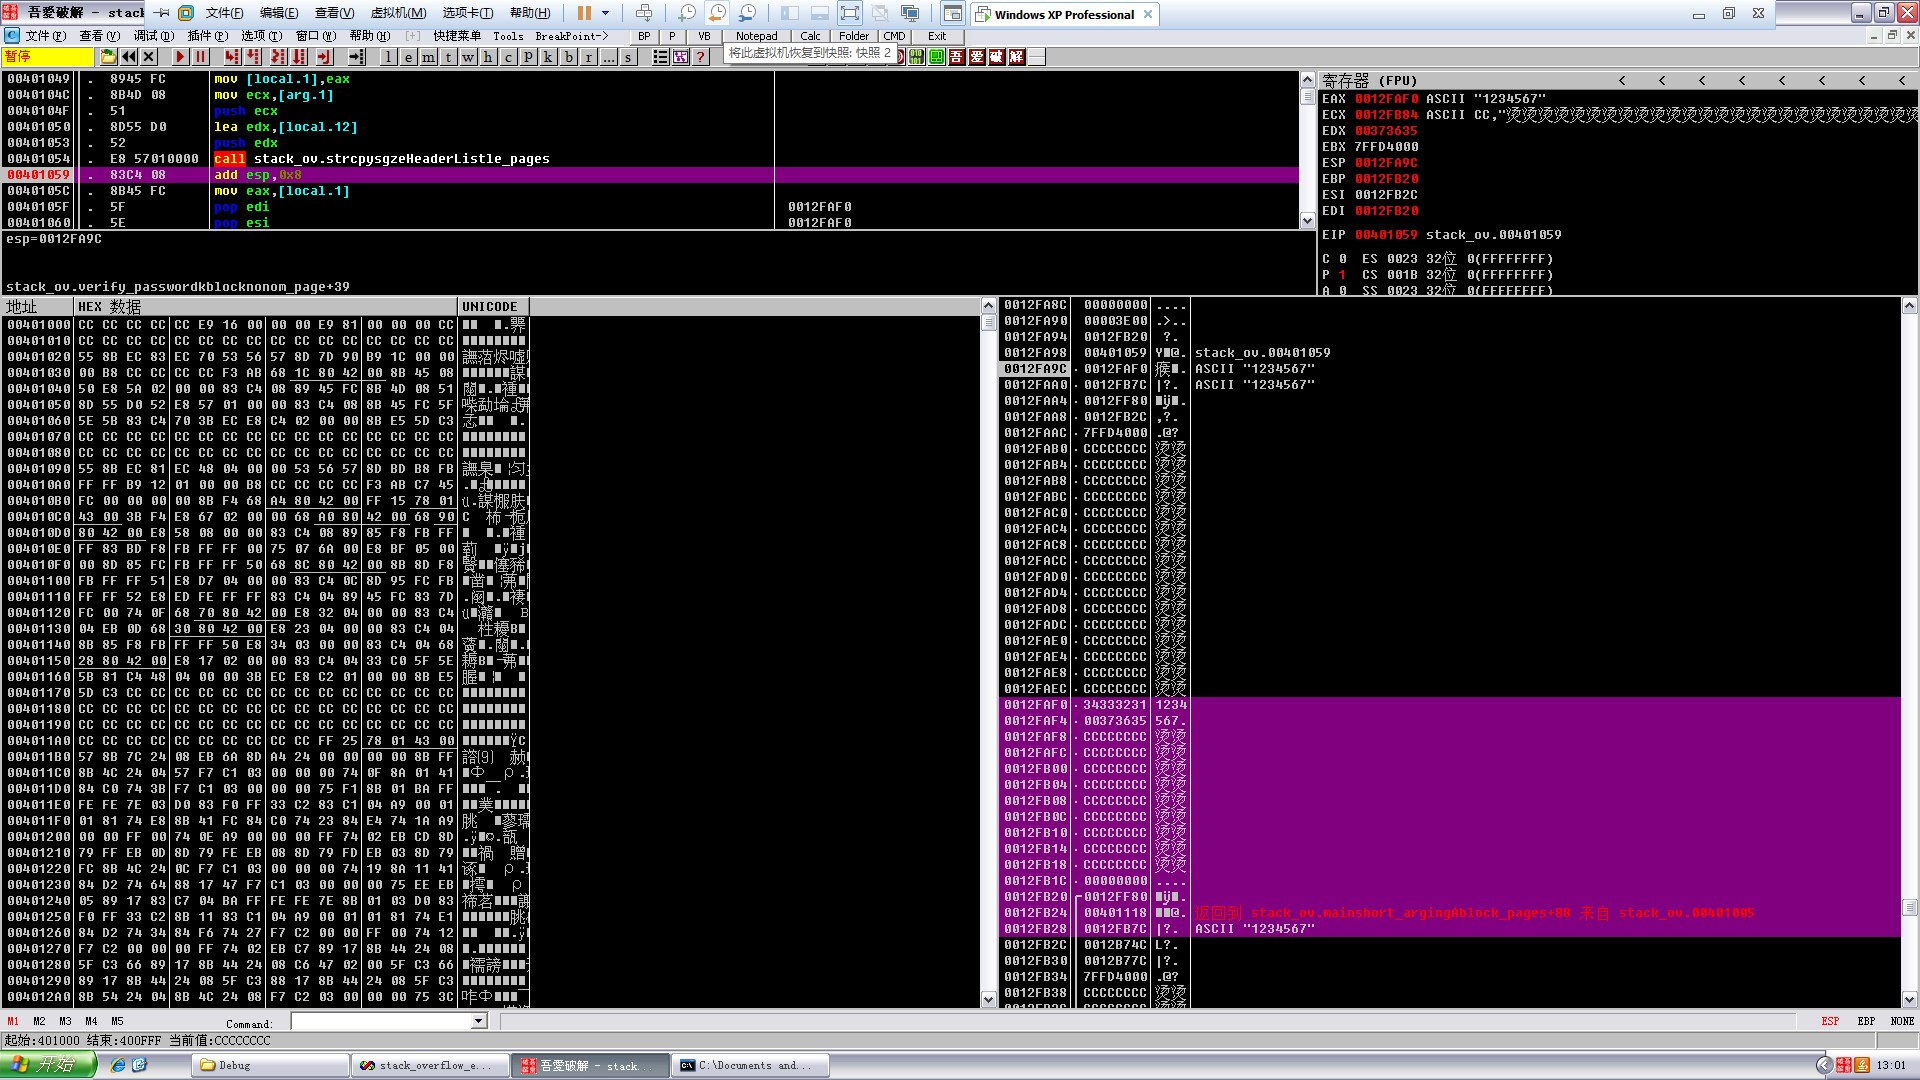 吾爱破解 - stack
文件(F) 编辑(E) 查看(V) 虚拟机(M) 选项卡(T) 帮助(H)
Windows XP Professional
文件(F) 查看(V) 调试(D) 插件(P) 选项(T) 窗口(W) 帮助(H) [+] 快捷菜单 Tools BreakPoint-> BP P VB Notepad Calc Folder CMD Exit
将此虚拟机恢复到快照: 快照 2
暂停
l e m t w h c p k b r ... s
吾 爱 破 解
00401049 . 8945 FC mov [local.1],eax
0040104C . 8B4D 08 mov ecx,[arg.1]
0040104F . 51 push ecx
00401050 . 8D55 D0 lea edx,[local.12]
00401053 . 52 push edx
00401054 . E8 57010000 call stack_ov.strcpysgzeHeaderListle_pages
00401059 . 83C4 08 add esp,0x8
0040105C . 8B45 FC mov eax,[local.1]
0040105F . 5F pop edi 0012FAF0
00401060 . 5E pop esi 0012FAF0
esp=0012FA9C
stack_ov.verify_passwordkblocknonom_page+39
寄存器 (FPU) < < < < < < < <
EAX 0012FAF0 ASCII "1234567"
ECX 0012FB84 ASCII CC,"烫烫烫烫烫烫烫烫烫烫烫烫烫烫烫烫烫烫烫烫
EDX 00373635
EBX 7FFD4000
ESP 0012FA9C
EBP 0012FB20
ESI 0012FB2C
EDI 0012FB20
EIP 00401059 stack_ov.00401059
C 0 ES 0023 32位 0(FFFFFFFF)
P 1 CS 001B 32位 0(FFFFFFFF)
A 0 SS 0023 32位 0(FFFFFFFF)
地址 HEX 数据 UNICODE
00401000 CC CC CC CC CC E9 16 00 00 00 E9 81 00 00 00 CC
00401010 CC CC CC CC CC CC CC CC CC CC CC CC CC CC CC CC
00401020 55 8B EC 83 EC 70 53 56 57 8D 7D 90 B9 1C 00 00
00401030 00 B8 CC CC CC CC F3 AB 68 1C 80 42 00 8B 45 08
00401040 50 E8 5A 02 00 00 83 C4 08 89 45 FC 8B 4D 08 51
00401050 8D 55 D0 52 E8 57 01 00 00 83 C4 08 8B 45 FC 5F
00401060 5E 5B 83 C4 70 3B EC E8 C4 02 00 00 8B E5 5D C3
00401070 CC CC CC CC CC CC CC CC CC CC CC CC CC CC CC CC
00401080 CC CC CC CC CC CC CC CC CC CC CC CC CC CC CC CC
00401090 55 8B EC 81 EC 48 04 00 00 53 56 57 8D BD B8 FB
004010A0 FF FF B9 12 01 00 00 B8 CC CC CC CC F3 AB C7 45
004010B0 FC 00 00 00 00 8B F4 68 A4 80 42 00 FF 15 78 01
004010C0 43 00 3B F4 E8 67 02 00 00 68 A0 80 42 00 68 90
004010D0 80 42 00 E8 58 08 00 00 83 C4 08 89 85 F8 FB FF
004010E0 FF 83 BD F8 FB FF FF 00 75 07 6A 00 E8 BF 05 00
004010F0 00 8D 85 FC FB FF FF 50 68 8C 80 42 00 8B 8D F8
00401100 FB FF FF 51 E8 D7 04 00 00 83 C4 0C 8D 95 FC FB
00401110 FF FF 52 E8 ED FE FF FF 83 C4 04 89 45 FC 83 7D
00401120 FC 00 74 0F 68 70 80 42 00 E8 32 04 00 00 83 C4
00401130 04 EB 0D 68 30 80 42 00 E8 23 04 00 00 83 C4 04
00401140 8B 85 F8 FB FF FF 50 E8 34 03 00 00 83 C4 04 68
00401150 28 80 42 00 E8 17 02 00 00 83 C4 04 33 C0 5F 5E
00401160 5B 81 C4 48 04 00 00 3B EC E8 C2 01 00 00 8B E5
00401170 5D C3 CC CC CC CC CC CC CC CC CC CC CC CC CC CC
00401180 CC CC CC CC CC CC CC CC CC CC CC CC CC CC CC CC
00401190 CC CC CC CC CC CC CC CC CC CC CC CC CC CC CC CC
004011A0 CC CC CC CC CC CC CC CC CC CC FF 25 78 01 43 00
004011B0 57 8B 7C 24 08 EB 6A 8D A4 24 00 00 00 00 8B FF
004011C0 8B 4C 24 04 57 F7 C1 03 00 00 00 74 0F 8A 01 41
004011D0 84 C0 74 3B F7 C1 03 00 00 00 75 F1 8B 01 BA FF
004011E0 FE FE 7E 03 D0 83 F0 FF 33 C2 83 C1 04 A9 00 01
004011F0 01 81 74 E8 8B 41 FC 84 C0 74 23 84 E4 74 1A A9
00401200 00 00 FF 00 74 0E A9 00 00 00 FF 74 02 EB CD 8D
00401210 79 FF EB 0D 8D 79 FE EB 08 8D 79 FD EB 03 8D 79
00401220 FC 8B 4C 24 0C F7 C1 03 00 00 00 74 19 8A 11 41
00401230 84 D2 74 64 88 17 47 F7 C1 03 00 00 00 75 EE EB
00401240 05 89 17 83 C7 04 BA FF FE FE 7E 8B 01 03 D0 83
00401250 F0 FF 33 C2 8B 11 83 C1 04 A9 00 01 01 81 74 E1
00401260 84 D2 74 34 84 F6 74 27 F7 C2 00 00 FF 00 74 12
00401270 F7 C2 00 00 00 FF 74 02 EB C7 89 17 8B 44 24 08
00401280 5F C3 66 89 17 8B 44 24 08 C6 47 02 00 5F C3 66
00401290 89 17 8B 44 24 08 5F C3 88 17 8B 44 24 08 5F C3
004012A0 8B 54 24 04 8B 4C 24 08 F7 C2 03 00 00 00 75 3C
0012FA8C 00000000 ....
0012FA90 00003E00 .>..
0012FA94 0012FB20 ?.
0012FA98 00401059 stack_ov.00401059
0012FA9C 0012FAF0 ASCII "1234567"
0012FAA0 0012FB7C |?. ASCII "1234567"
0012FAA4 0012FF80
0012FAA8 0012FB2C ,?.
0012FAAC 7FFD4000 .@?
0012FAB0 CCCCCCCC 烫烫
0012FAB4 CCCCCCCC 烫烫
0012FAB8 CCCCCCCC 烫烫
0012FABC CCCCCCCC 烫烫
0012FAC0 CCCCCCCC 烫烫
0012FAC4 CCCCCCCC 烫烫
0012FAC8 CCCCCCCC 烫烫
0012FACC CCCCCCCC 烫烫
0012FAD0 CCCCCCCC 烫烫
0012FAD4 CCCCCCCC 烫烫
0012FAD8 CCCCCCCC 烫烫
0012FADC CCCCCCCC 烫烫
0012FAE0 CCCCCCCC 烫烫
0012FAE4 CCCCCCCC 烫烫
0012FAE8 CCCCCCCC 烫烫
0012FAEC CCCCCCCC 烫烫
0012FAF0 34333231 1234
0012FAF4 00373635 567.
0012FAF8 CCCCCCCC 烫烫
0012FAFC CCCCCCCC 烫烫
0012FB00 CCCCCCCC 烫烫
0012FB04 CCCCCCCC 烫烫
0012FB08 CCCCCCCC 烫烫
0012FB0C CCCCCCCC 烫烫
0012FB10 CCCCCCCC 烫烫
0012FB14 CCCCCCCC 烫烫
0012FB18 CCCCCCCC 烫烫
0012FB1C 00000000 ....
0012FB20 0012FF80
0012FB24 00401118 返回到 stack_ov.mainshort_argingAblock_pages+88 来自 stack_ov.00401005
0012FB28 0012FB7C |?. ASCII "1234567"
0012FB2C 0012B74C L?.
0012FB30 0012B77C |?.
0012FB34 7FFD4000 .@?
0012FB38 CCCCCCCC 烫烫
M1 M2 M3 M4 M5 Command: ESP EBP NONE
起始:401000 结束:400FFF 当前值:CCCCCCCC
开始 Debug stack_overflow_e... 吾爱破解 - stack... C:\Documents and... 13:01